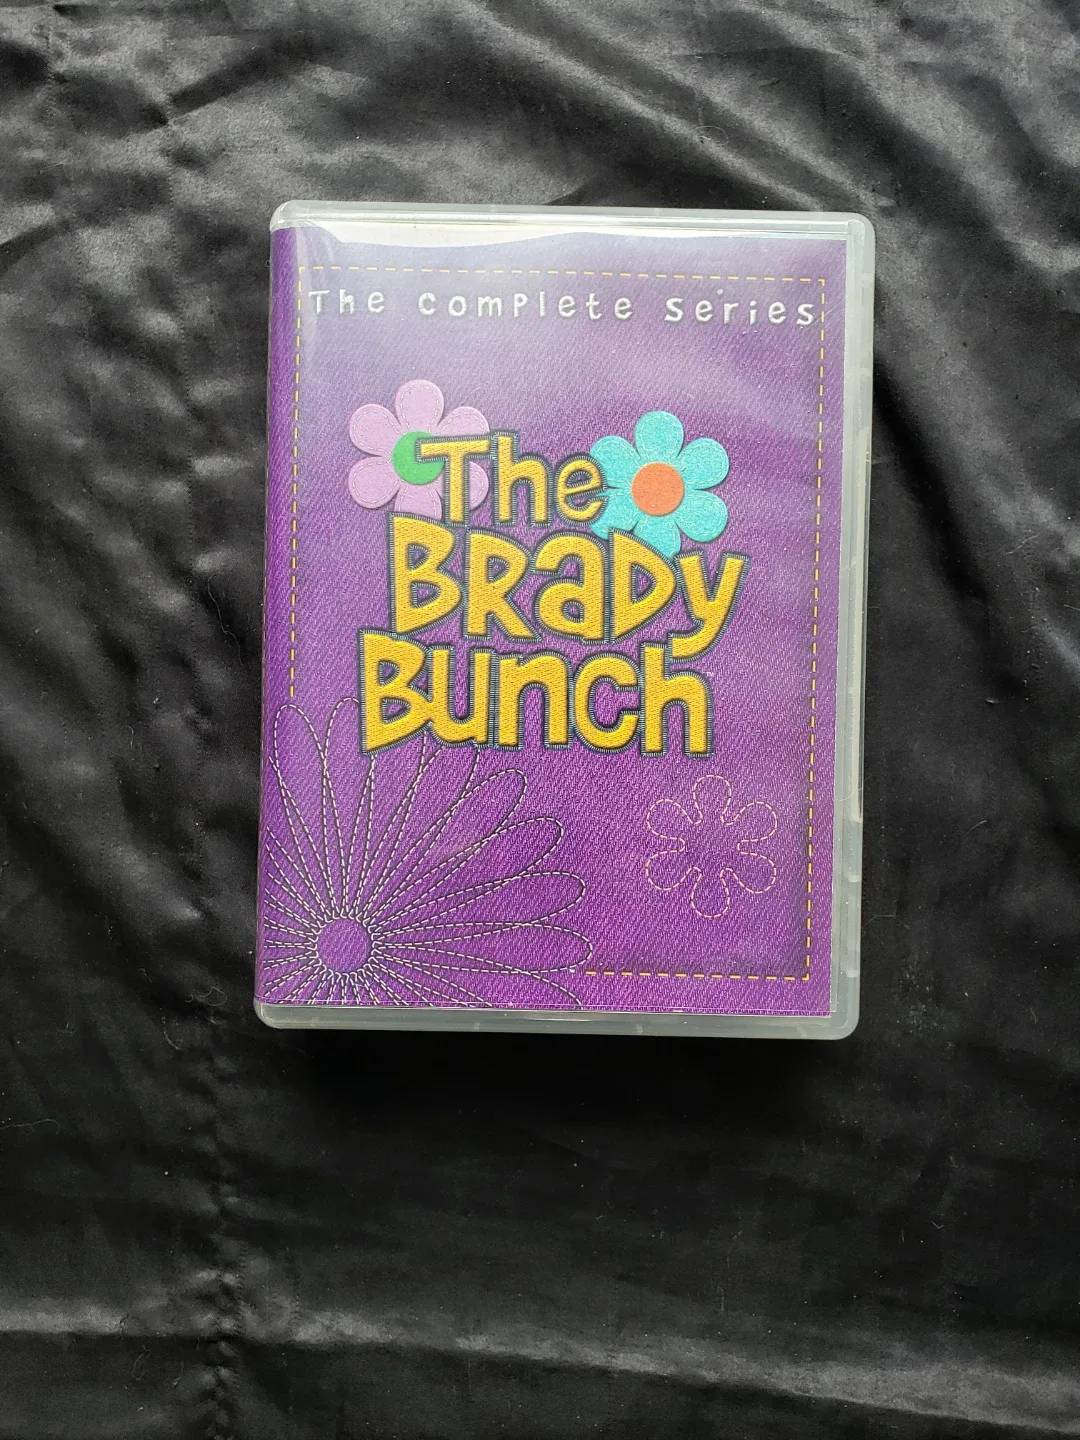 The complete series
The
Brady
Bunch